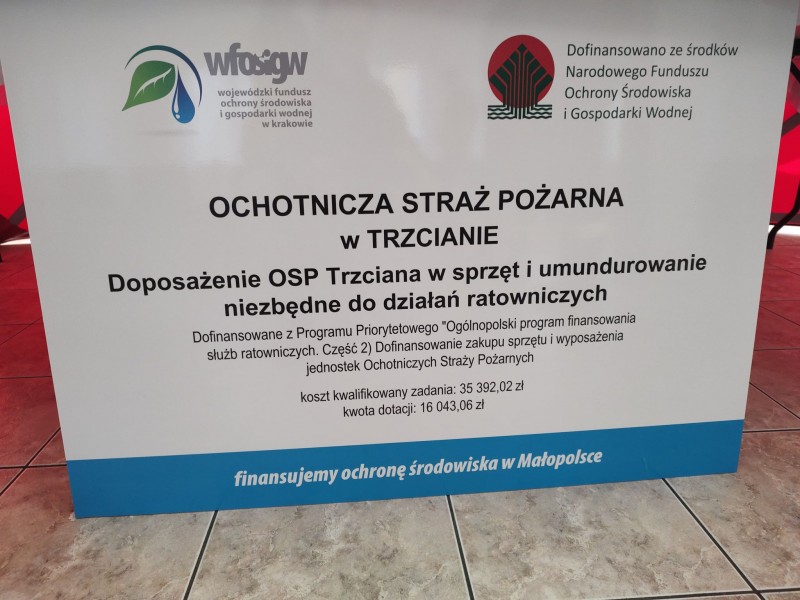 wfosigw
wojewódzki fundusz
ochrony środowiska
i gospodarki wodnej
w krakowie
Dofinansowano ze środków
Narodowego Funduszu
Ochrony Środowiska
i Gospodarki Wodnej
OCHOTNICZA STRAŻ POŻARNA
w TRZCIANIE
Doposażenie OSP Trzciana w sprzęt i umundurowanie
niezbędne do działań ratowniczych
Dofinansowane z Programu Priorytetowego "Ogólnopolski program finansowania
służb ratowniczych. Część 2) Dofinansowanie zakupu sprzętu i wyposażenia
jednostek Ochotniczych Straży Pożarnych
koszt kwalifikowany zadania: 35 392,02 zł
kwota dotacji: 16 043,06 zł
finansujemy ochronę środowiska w Małopolsce